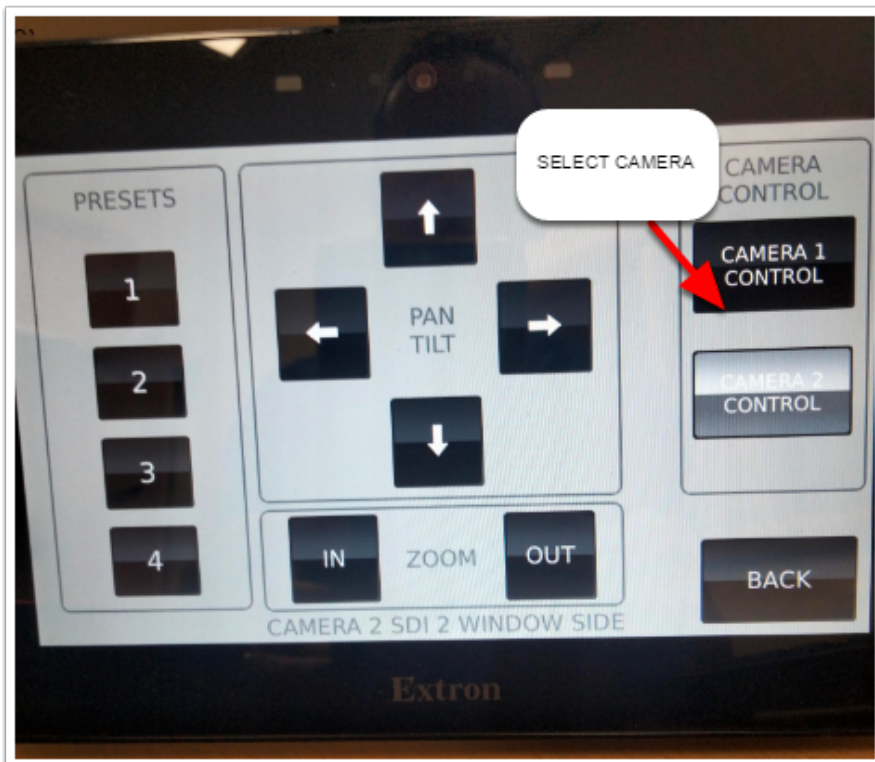 SELECT CAMERA
PRESETS
1
2
3
4
PAN
TILT
IN
ZOOM
OUT
CAMERA 2 SDI 2 WINDOW SIDE
CAMERA
CONTROL
CAMERA 1
CONTROL
CAMERA 2
CONTROL
BACK
Extron